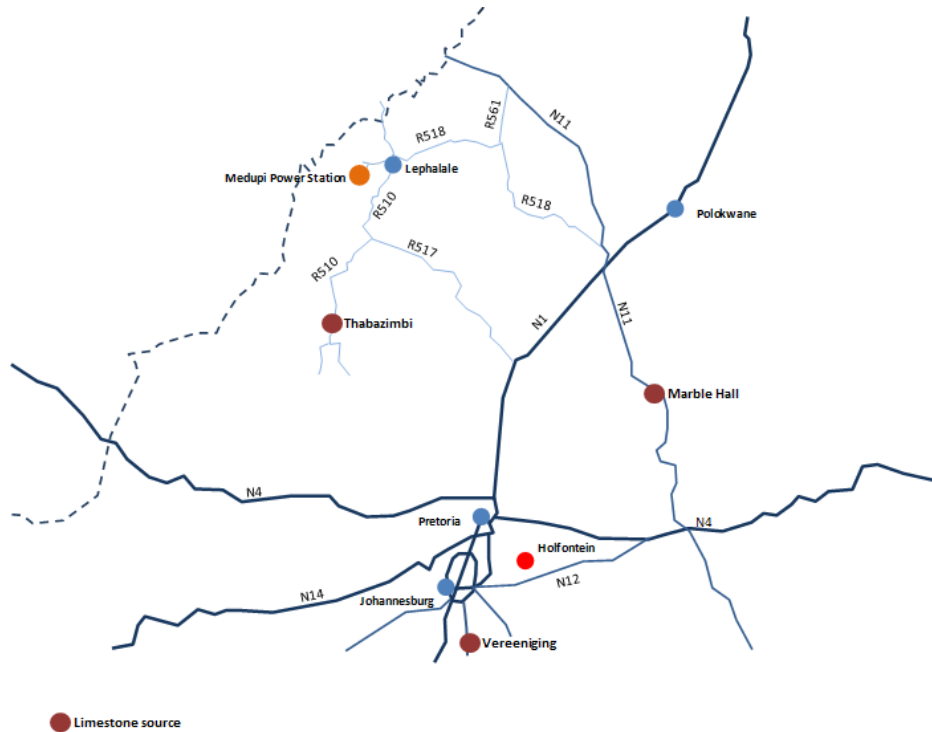 N11
R561
R518
Medupi Power Station
Lephalale
R510
R518
Polokwane
R517
R510
N11
Thabazimbi
N1
Marble Hall
N4
Pretoria
N4
Holfontein
N12
N14
Johannesburg
Vereeniging
Limestone source